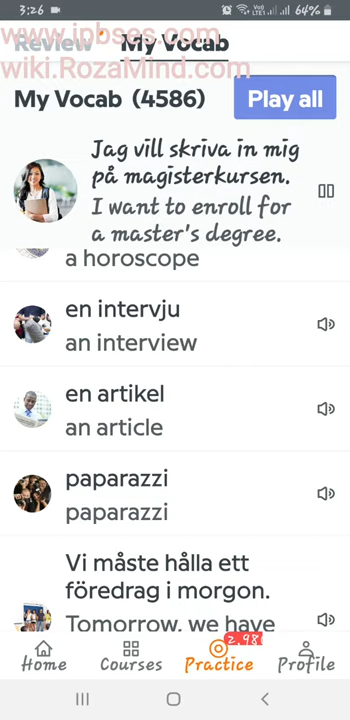 3:26
64%
www.ipbses.com
Review My Vocab
wiki.RozaMind.com
My Vocab (4586)
Play all
Jag vill skriva in mig
på magisterkursen.
I want to enroll for
a master's degree.
a horoscope
en intervju
an interview
en artikel
an article
paparazzi
paparazzi
Vi måste hålla ett
föredrag i morgon.
Tomorrow, we have
Home
Courses
Practice
Profile